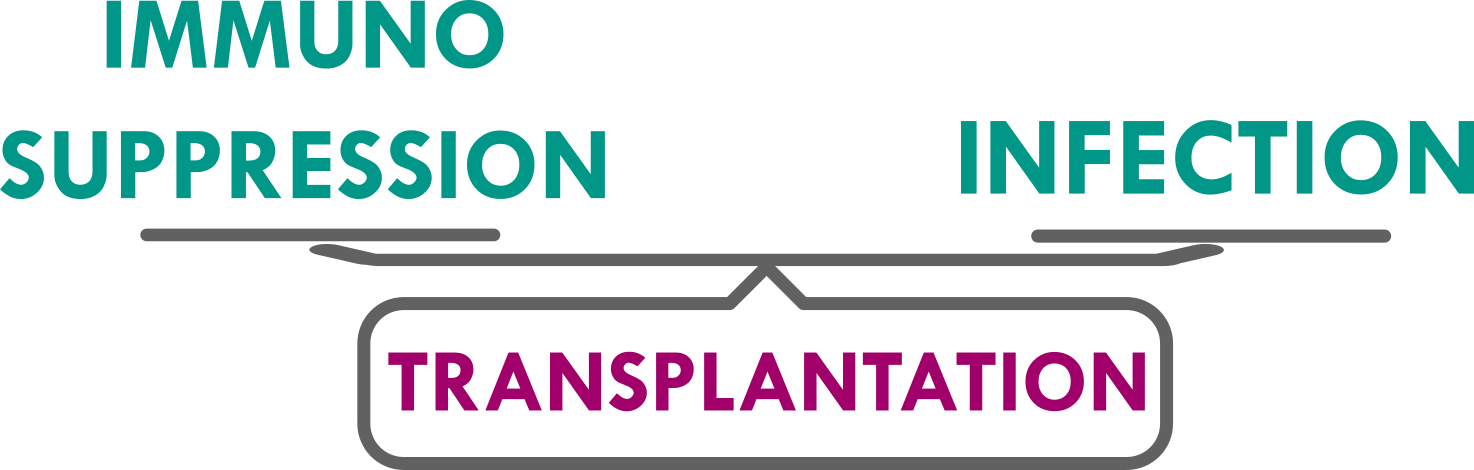 IMMUNO
SUPPRESSION
INFECTION
TRANSPLANTATION